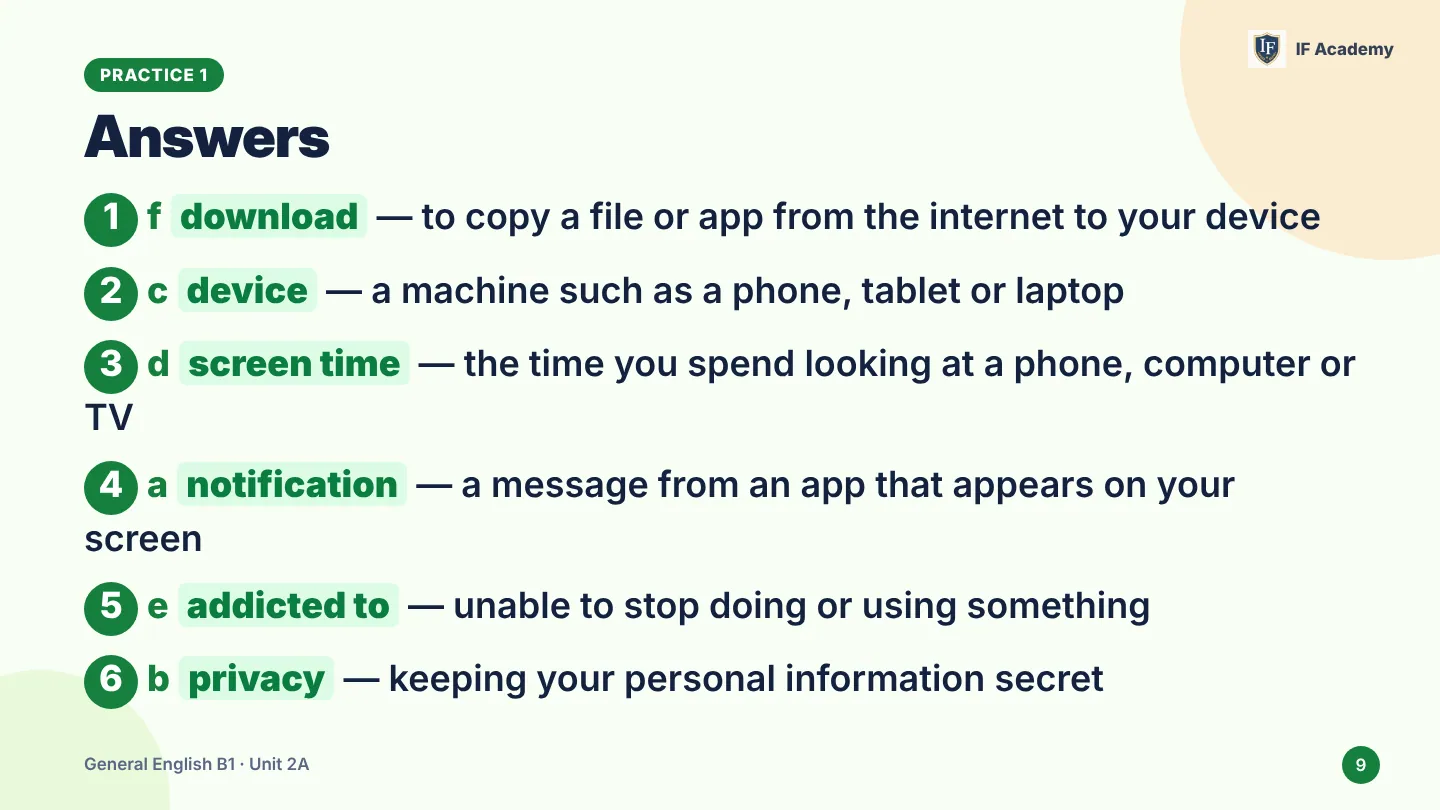 IF
IF Academy
PRACTICE 1
Answers
1 f download — to copy a file or app from the internet to your device
2 c device — a machine such as a phone, tablet or laptop
3 d screen time — the time you spend looking at a phone, computer or
TV
4 a notification — a message from an app that appears on your
screen
5 e addicted to — unable to stop doing or using something
6 b privacy — keeping your personal information secret
General English B1 · Unit 2A
9